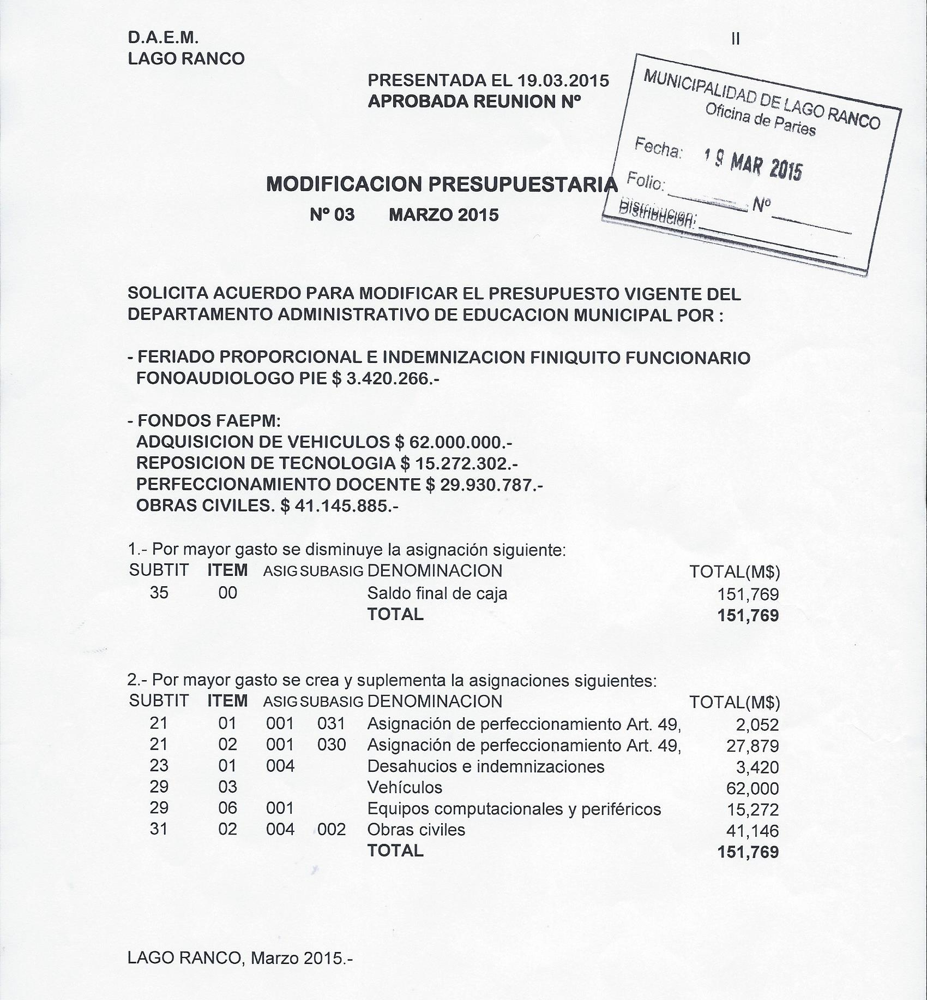 D.A.E.M.
II
LAGO RANCO
PRESENTADA EL 19.03.2015
APROBADA REUNION Nº
MUNICIPALIDAD DE LAGO RANCO
Oficina de Partes
Fecha: 19 MAR 2015
Folio: Nº
Distribución:
MODIFICACION PRESUPUESTARIA
Nº 03 MARZO 2015
SOLICITA ACUERDO PARA MODIFICAR EL PRESUPUESTO VIGENTE DEL
DEPARTAMENTO ADMINISTRATIVO DE EDUCACION MUNICIPAL POR :
- FERIADO PROPORCIONAL E INDEMNIZACION FINIQUITO FUNCIONARIO
FONOAUDIOLOGO PIE $ 3.420.266.-
- FONDOS FAEPM:
ADQUISICION DE VEHICULOS $ 62.000.000.-
REPOSICION DE TECNOLOGIA $ 15.272.302.-
PERFECCIONAMIENTO DOCENTE $ 29.930.787.-
OBRAS CIVILES. $ 41.145.885.-
1.- Por mayor gasto se disminuye la asignación siguiente:
SUBTIT ITEM ASIG SUBASIG DENOMINACION TOTAL(M$)
35 00 Saldo final de caja 151,769
TOTAL 151,769
2.- Por mayor gasto se crea y suplementa la asignaciones siguientes:
SUBTIT ITEM ASIG SUBASIG DENOMINACION TOTAL(M$)
21 01 001 031 Asignación de perfeccionamiento Art. 49, 2,052
21 02 001 030 Asignación de perfeccionamiento Art. 49, 27,879
23 01 004 Desahucios e indemnizaciones 3,420
29 03 Vehículos 62,000
29 06 001 Equipos computacionales y periféricos 15,272
31 02 004 002 Obras civiles 41,146
TOTAL 151,769
LAGO RANCO, Marzo 2015.-